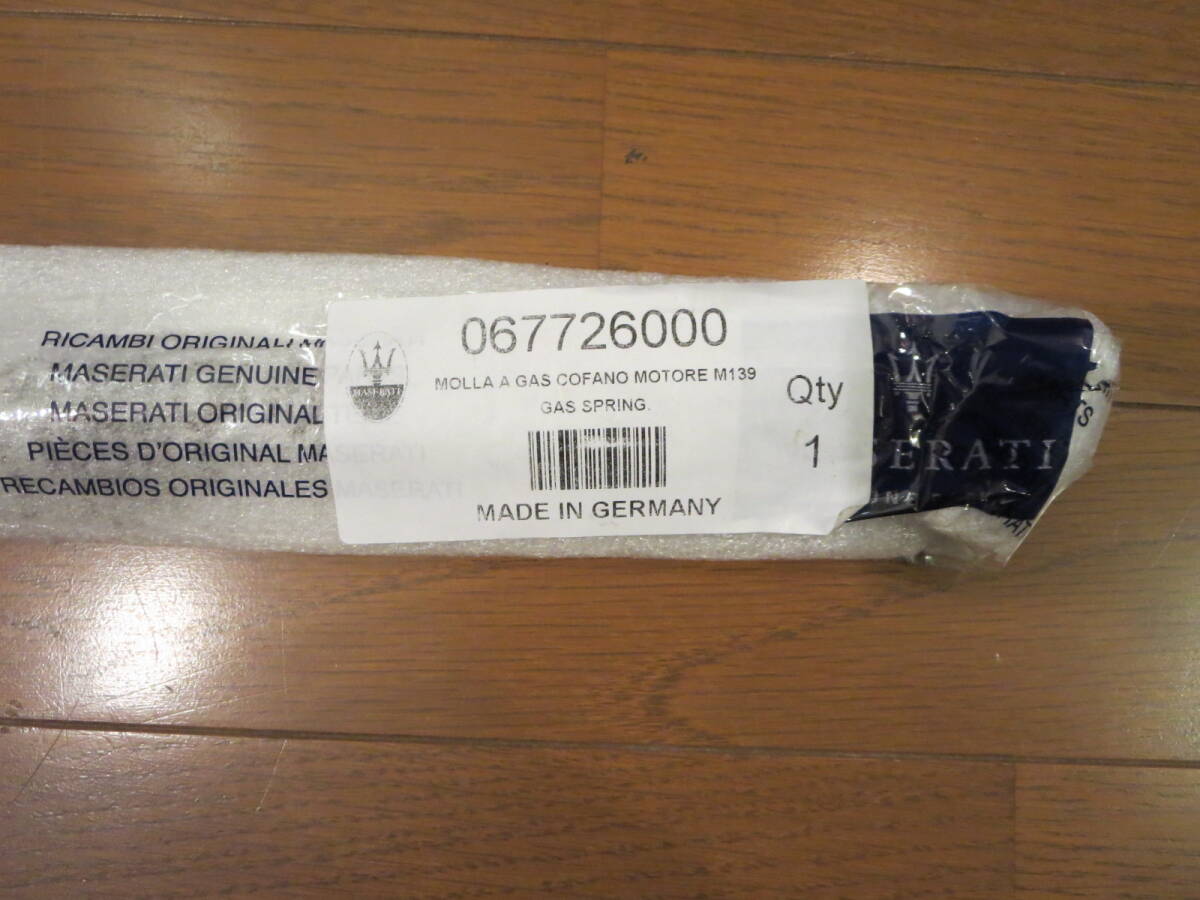 RICAMBI ORIGINALI
MASERATI GENUINE
MASERATI ORIGINAL
PIÈCES D'ORIGINAL MASERATI
RECAMBIOS ORIGINALES MASERATI
067726000
MASERATI
MOLLA A GAS COFANO MOTORE M139
GAS SPRING.
MADE IN GERMANY
Qty
1